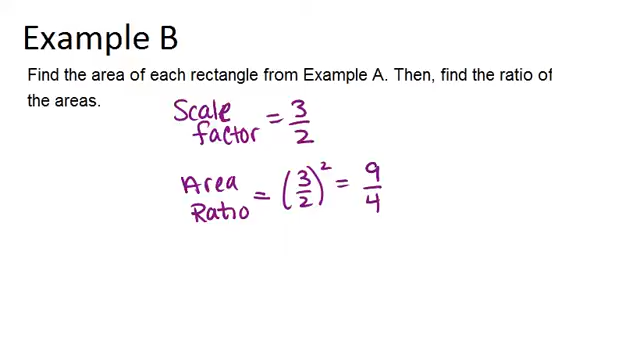 Example B
Find the area of each rectangle from Example A. Then, find the ratio of
the areas.
Scale factor = 3/2
Area Ratio = (3/2)² = 9/4